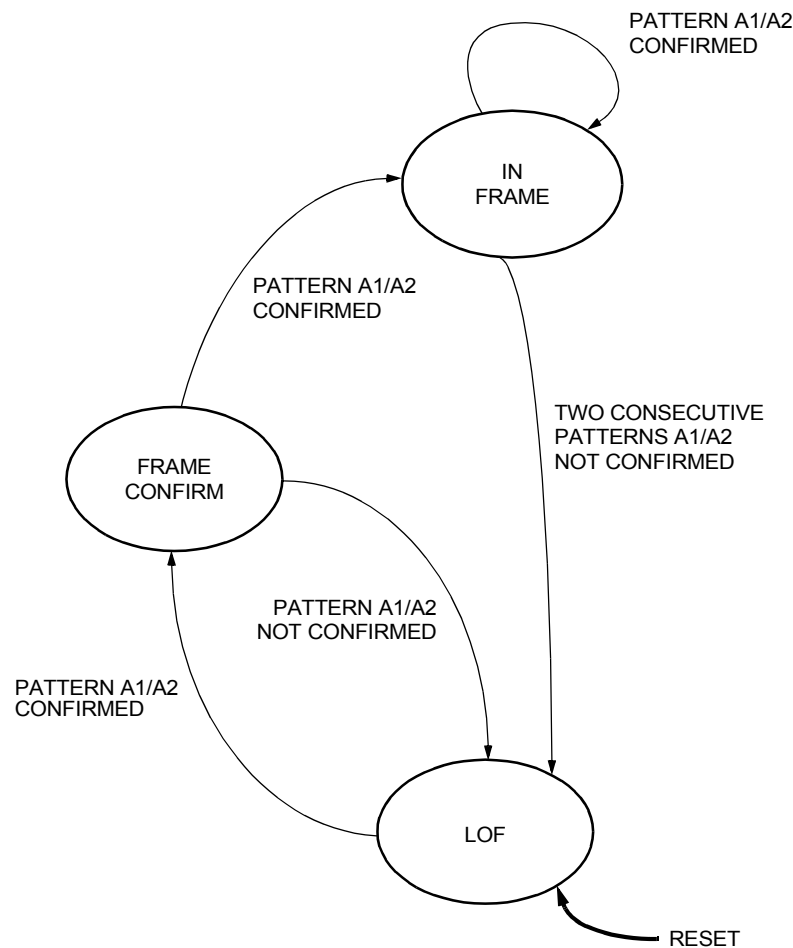 PATTERN A1/A2
CONFIRMED
IN
FRAME
PATTERN A1/A2
CONFIRMED
TWO CONSECUTIVE
PATTERNS A1/A2
NOT CONFIRMED
FRAME
CONFIRM
PATTERN A1/A2
NOT CONFIRMED
PATTERN A1/A2
CONFIRMED
LOF
RESET